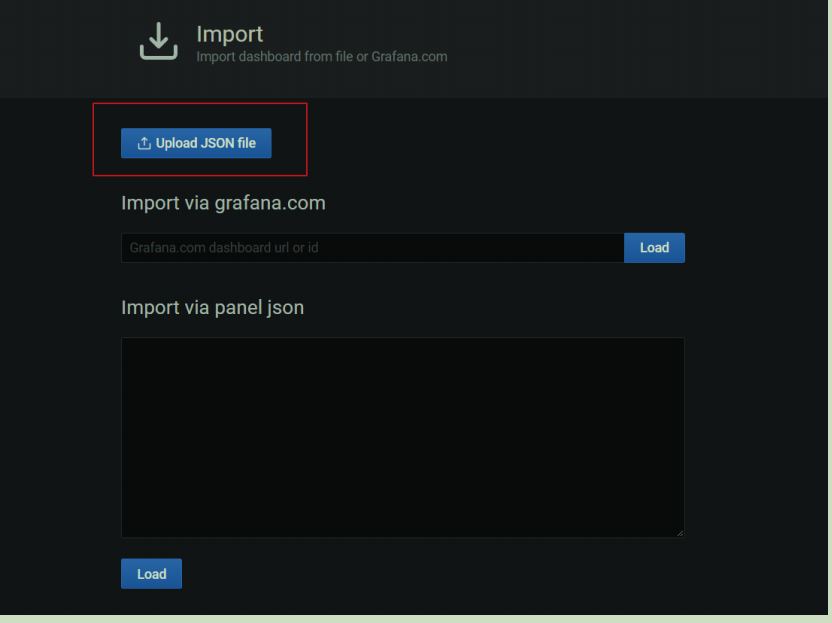 Import
Import dashboard from file or Grafana.com
Upload JSON file
Import via grafana.com
Grafana.com dashboard url or id
Load
Import via panel json
Load